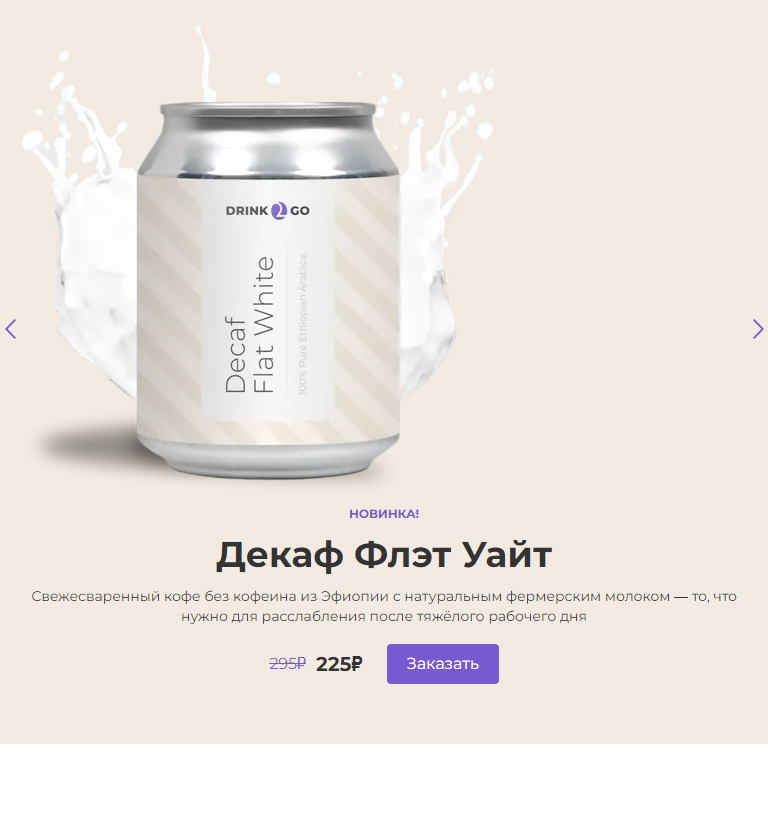 DRINK 2 GO
Decaf
Flat White
100% Pure Ethiopian Arabica
НОВИНКА!
Декаф Флэт Уайт
Свежесваренный кофе без кофеина из Эфиопии с натуральным фермерским молоком — то, что
нужно для расслабления после тяжёлого рабочего дня
295₽ 225₽ Заказать